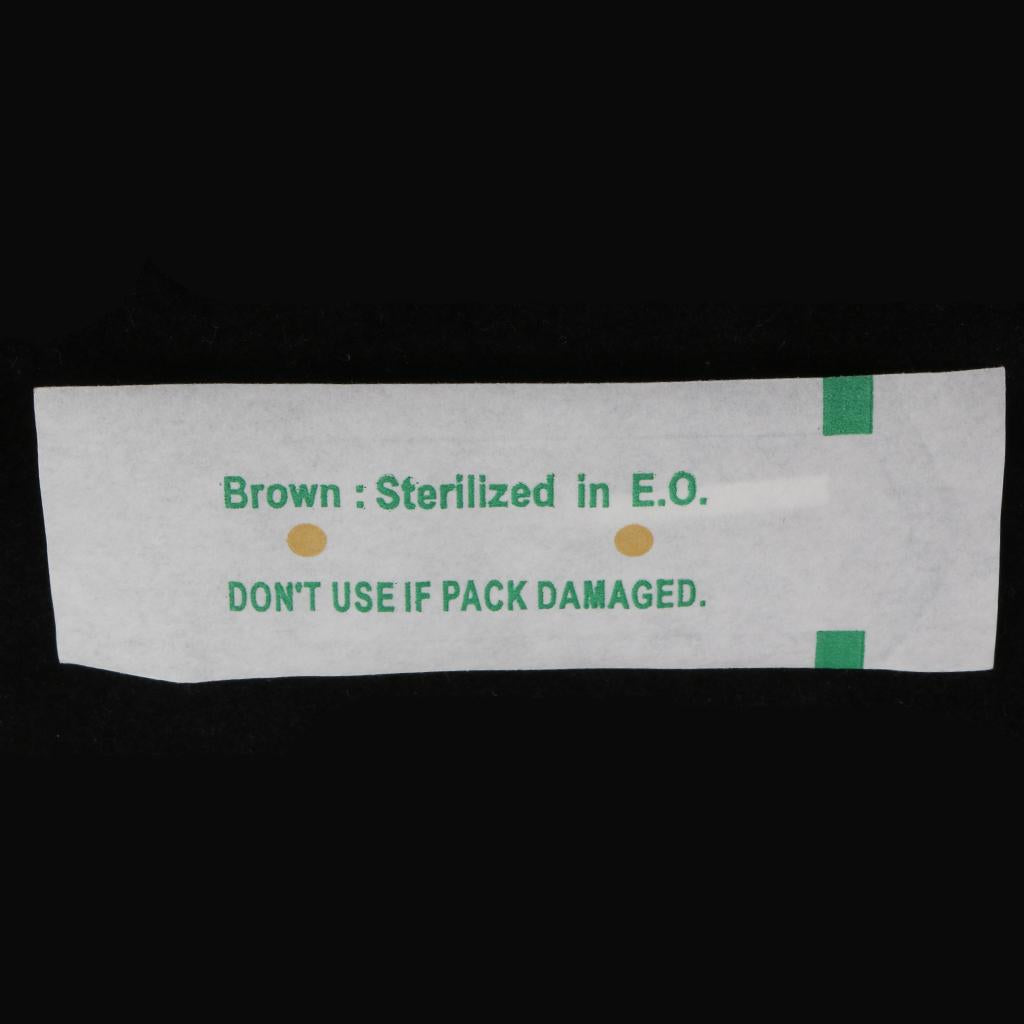 Brown : Sterilized in E.O.
DON'T USE IF PACK DAMAGED.